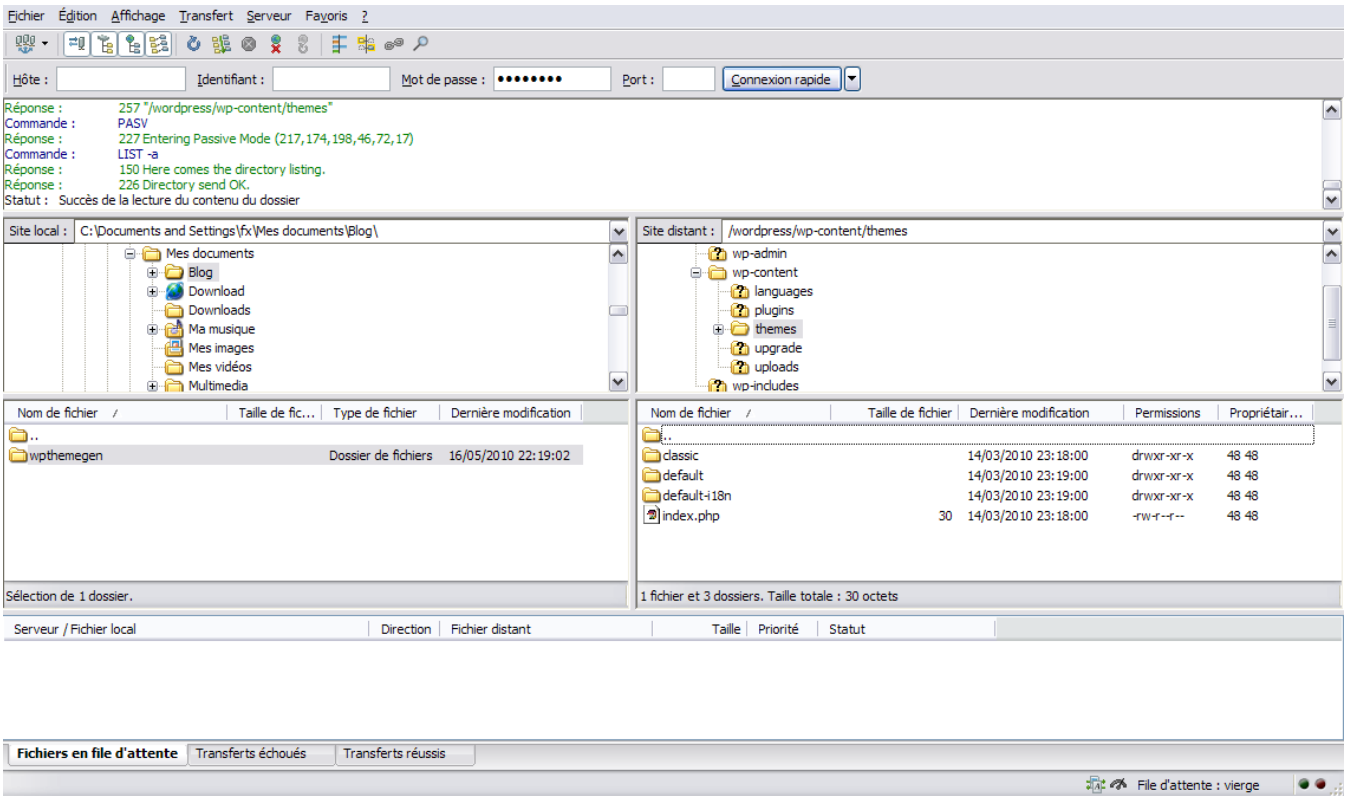 Fichier Édition Affichage Transfert Serveur Favoris ?
Hôte : Identifiant : Mot de passe : •••••••• Port : Connexion rapide
Réponse : 257 "/wordpress/wp-content/themes"
Commande : PASV
Réponse : 227 Entering Passive Mode (217,174,198,46,72,17)
Commande : LIST -a
Réponse : 150 Here comes the directory listing.
Réponse : 226 Directory send OK.
Statut : Succès de la lecture du contenu du dossier
Site local : C:\Documents and Settings\fx\Mes documents\Blog\
Mes documents
Blog
Download
Downloads
Ma musique
Mes images
Mes vidéos
Multimedia
Site distant : /wordpress/wp-content/themes
wp-admin
wp-content
languages
plugins
themes
upgrade
uploads
wp-includes
Nom de fichier / Taille de fic... Type de fichier Dernière modification
..
wpthemegen Dossier de fichiers 16/05/2010 22:19:02
Sélection de 1 dossier.
Nom de fichier / Taille de fichier Dernière modification Permissions Propriétair...
..
classic 14/03/2010 23:18:00 drwxr-xr-x 48 48
default 14/03/2010 23:19:00 drwxr-xr-x 48 48
default-i18n 14/03/2010 23:19:00 drwxr-xr-x 48 48
index.php 30 14/03/2010 23:18:00 -rw-r--r-- 48 48
1 fichier et 3 dossiers. Taille totale : 30 octets
Serveur / Fichier local Direction Fichier distant Taille Priorité Statut
Fichiers en file d'attente Transferts échoués Transferts réussis
File d'attente : vierge